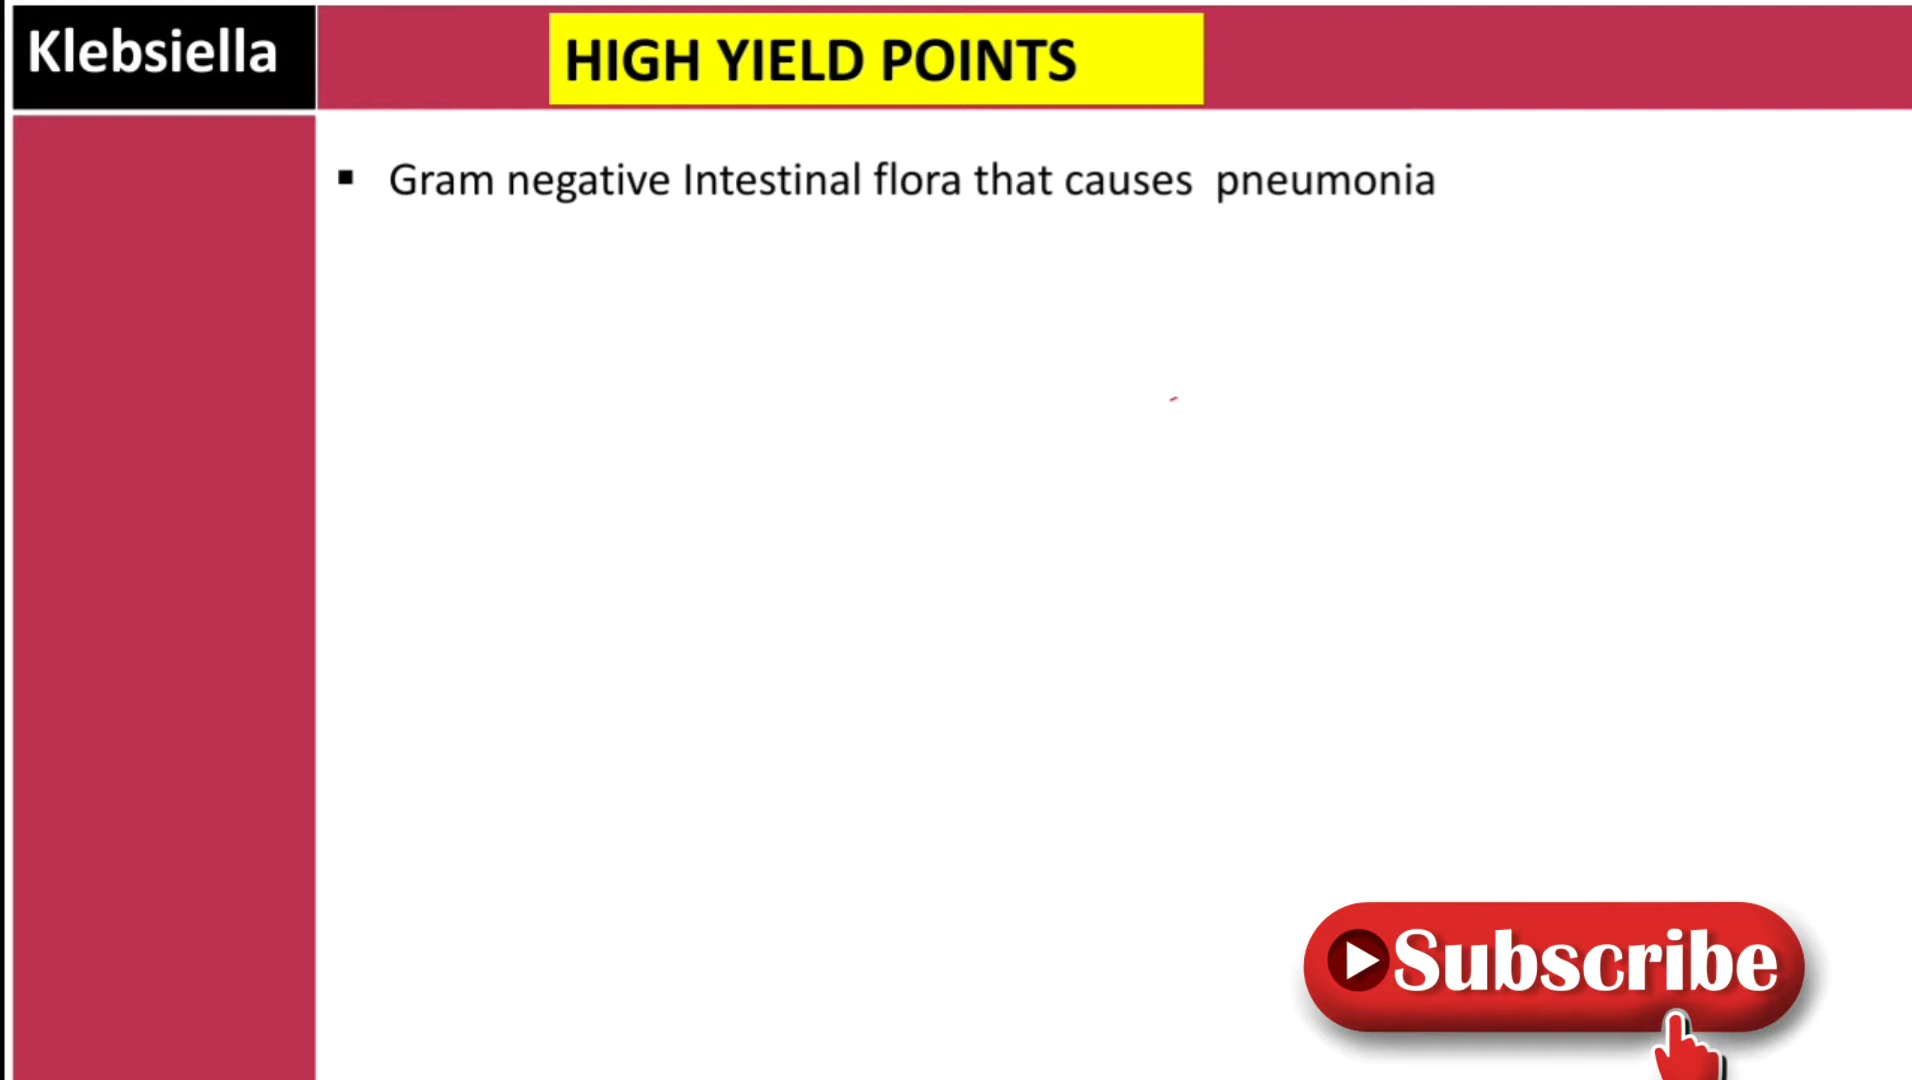 Klebsiella
HIGH YIELD POINTS
▪ Gram negative Intestinal flora that causes pneumonia
Subscribe